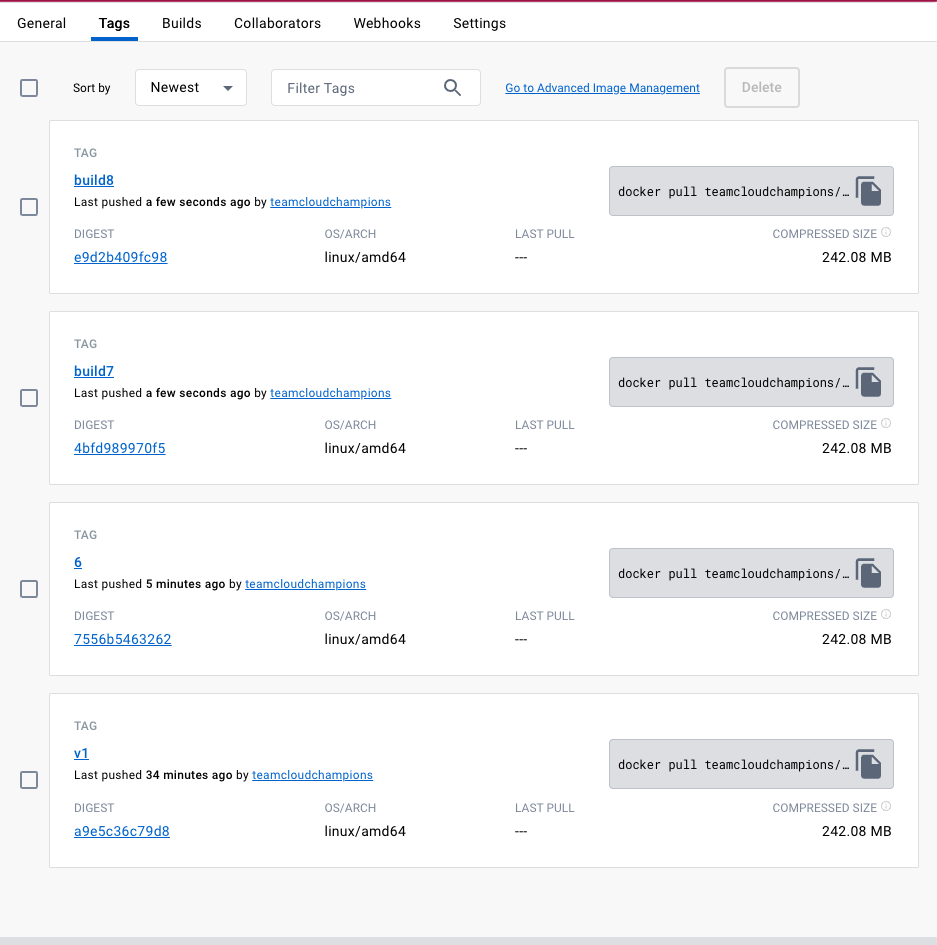 General Tags Builds Collaborators Webhooks Settings
Sort by Newest Filter Tags Go to Advanced Image Management Delete
TAG
build8
Last pushed a few seconds ago by teamcloudchampions
docker pull teamcloudchampions/…
DIGEST OS/ARCH LAST PULL COMPRESSED SIZE
e9d2b409fc98 linux/amd64 --- 242.08 MB
TAG
build7
Last pushed a few seconds ago by teamcloudchampions
docker pull teamcloudchampions/…
DIGEST OS/ARCH LAST PULL COMPRESSED SIZE
4bfd989970f5 linux/amd64 --- 242.08 MB
TAG
6
Last pushed 5 minutes ago by teamcloudchampions
docker pull teamcloudchampions/…
DIGEST OS/ARCH LAST PULL COMPRESSED SIZE
7556b5463262 linux/amd64 --- 242.08 MB
TAG
v1
Last pushed 34 minutes ago by teamcloudchampions
docker pull teamcloudchampions/…
DIGEST OS/ARCH LAST PULL COMPRESSED SIZE
a9e5c36c79d8 linux/amd64 --- 242.08 MB